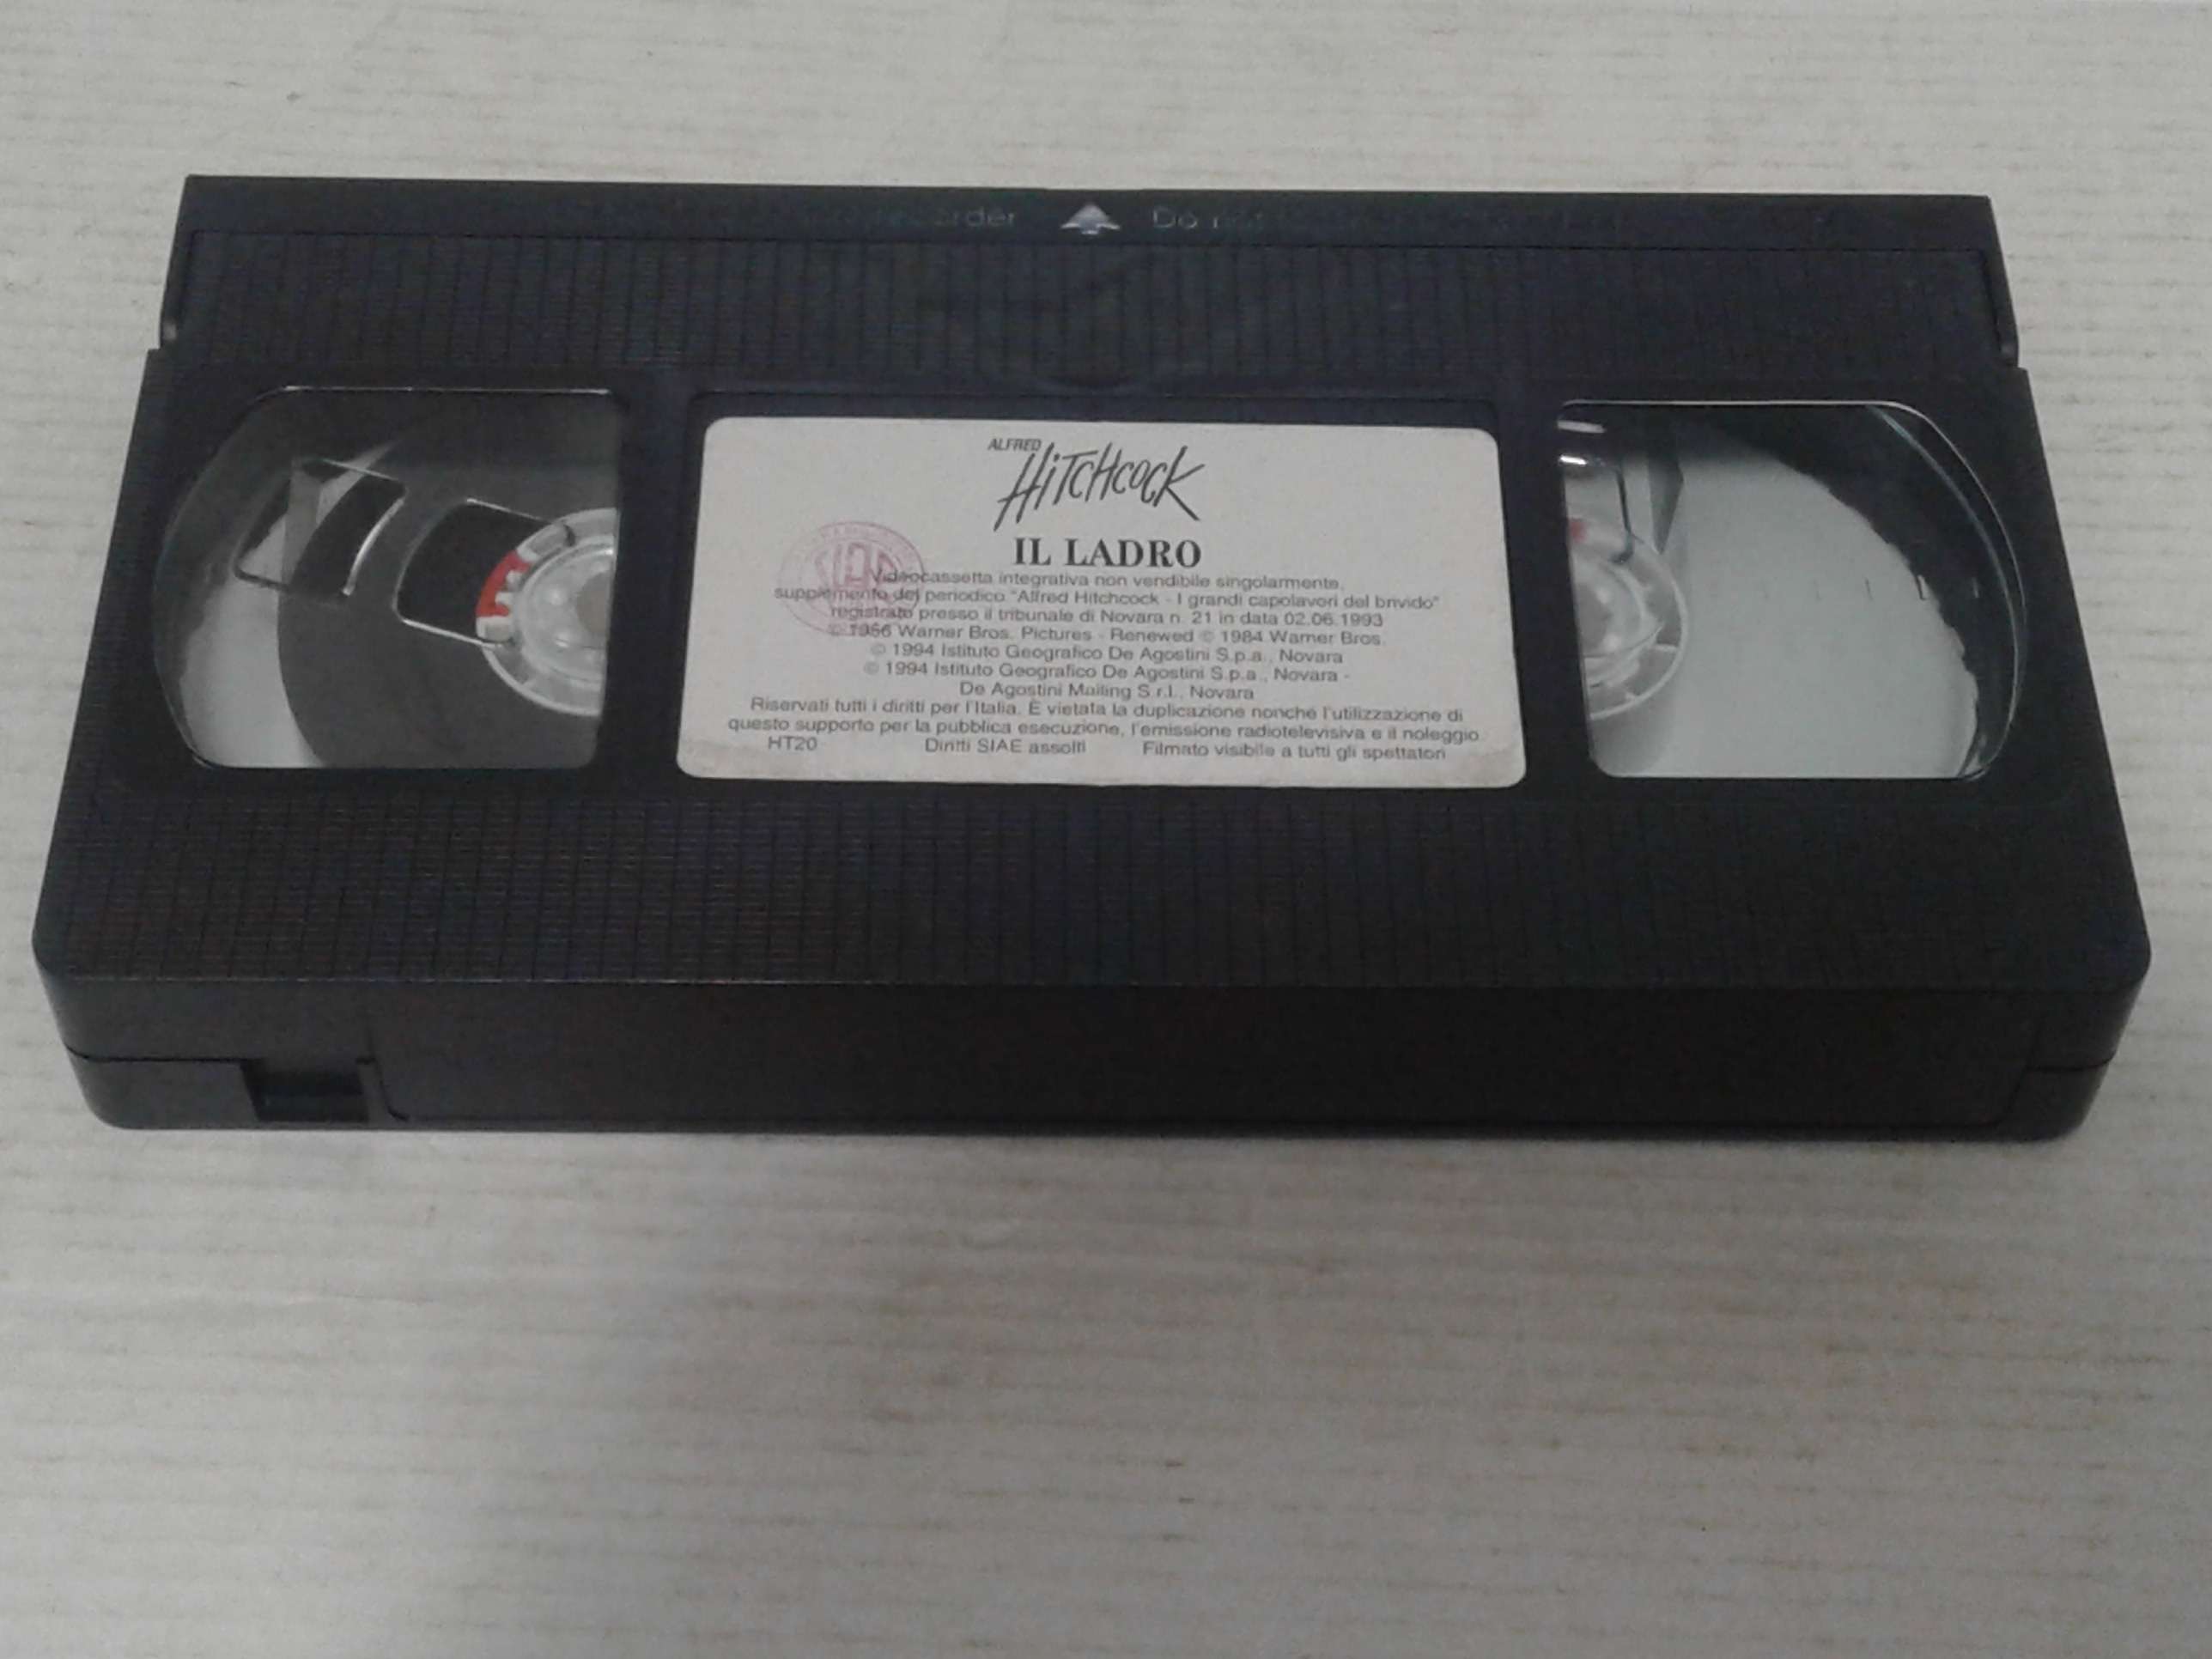 Do
ALFRED
HITCHCOCK
IL LADRO
Videocassetta integrativa non vendibile singolarmente,
supplemento del periodico "Alfred Hitchcock - I grandi capolavori del brivido"
registrato presso il tribunale di Novara n. 21 in data 02.06.1993
© 1956 Warner Bros. Pictures - Renewed © 1984 Warner Bros.
© 1994 Istituto Geografico De Agostini S.p.a., Novara
© 1994 Istituto Geografico De Agostini S.p.a., Novara -
De Agostini Mailing S.r.l., Novara
Riservati tutti i diritti per l'Italia. È vietata la duplicazione nonché l'utilizzazione di
questo supporto per la pubblica esecuzione, l'emissione radiotelevisiva e il noleggio
HT20 Diritti SIAE assolti Filmato visibile a tutti gli spettatori